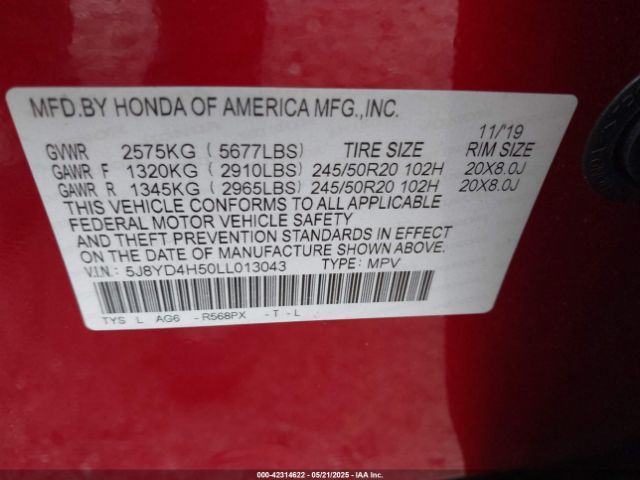 MFD.BY HONDA OF AMERICA MFG.,INC.
11/'19
GVWR 2575KG ( 5677LBS) TIRE SIZE RIM SIZE
GAWR F 1320KG ( 2910LBS) 245/50R20 102H 20X8.0J
GAWR R 1345KG ( 2965LBS) 245/50R20 102H 20X8.0J
THIS VEHICLE CONFORMS TO ALL APPLICABLE
FEDERAL MOTOR VEHICLE SAFETY
AND THEFT PREVENTION STANDARDS IN EFFECT
ON THE DATE OF MANUFACTURE SHOWN ABOVE.
V.I.N.: 5J8YD4H50LL013043 TYPE: MPV
TYS L AG6 - R568PX - T - L
000-42314622 - 05/21/2025 - IAA Inc.